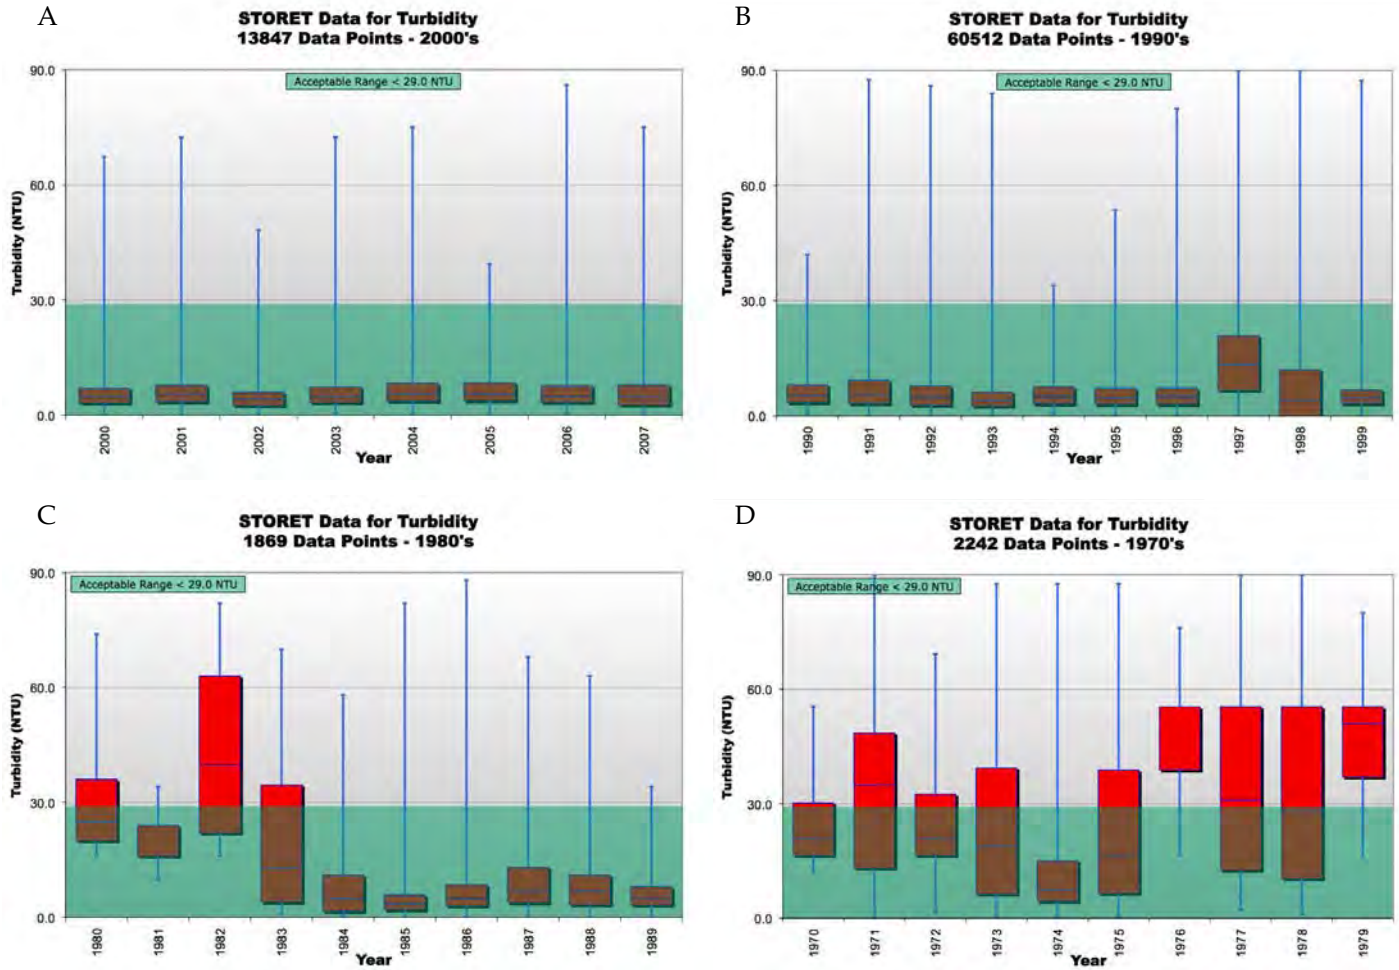 A
STORET Data for Turbidity
13847 Data Points - 2000's
Acceptable Range < 29.0 NTU
90.0
60.0
30.0
0.0
Turbidity (NTU)
2000 2001 2002 2003 2004 2005 2006 2007
Year
B
STORET Data for Turbidity
60512 Data Points - 1990's
Acceptable Range < 29.0 NTU
90.0
60.0
30.0
0.0
Turbidity (NTU)
1990 1991 1992 1993 1994 1995 1996 1997 1998 1999
Year
C
STORET Data for Turbidity
1869 Data Points - 1980's
Acceptable Range < 29.0 NTU
90.0
60.0
30.0
0.0
Turbidity (NTU)
1980 1981 1982 1983 1984 1985 1986 1987 1988 1989
Year
D
STORET Data for Turbidity
2242 Data Points - 1970's
Acceptable Range < 29.0 NTU
90.0
60.0
30.0
0.0
Turbidity (NTU)
1970 1971 1972 1973 1974 1975 1976 1977 1978 1979
Year